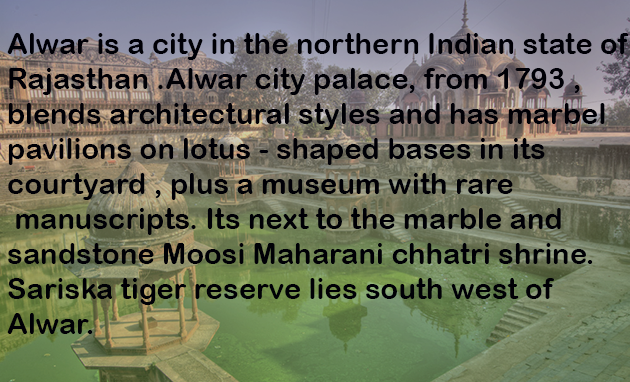 Alwar is a city in the northern Indian state of
Rajasthan .Alwar city palace, from 1793 ,
blends architectural styles and has marbel
pavilions on lotus - shaped bases in its
courtyard , plus a museum with rare
manuscripts. Its next to the marble and
sandstone Moosi Maharani chhatri shrine.
Sariska tiger reserve lies south west of
Alwar.